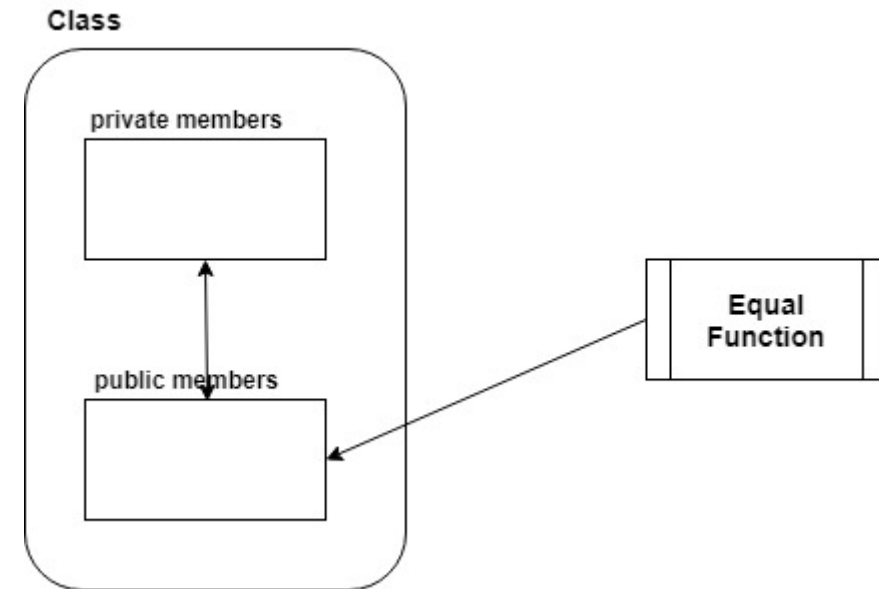 Class
private members
public members
Equal
Function